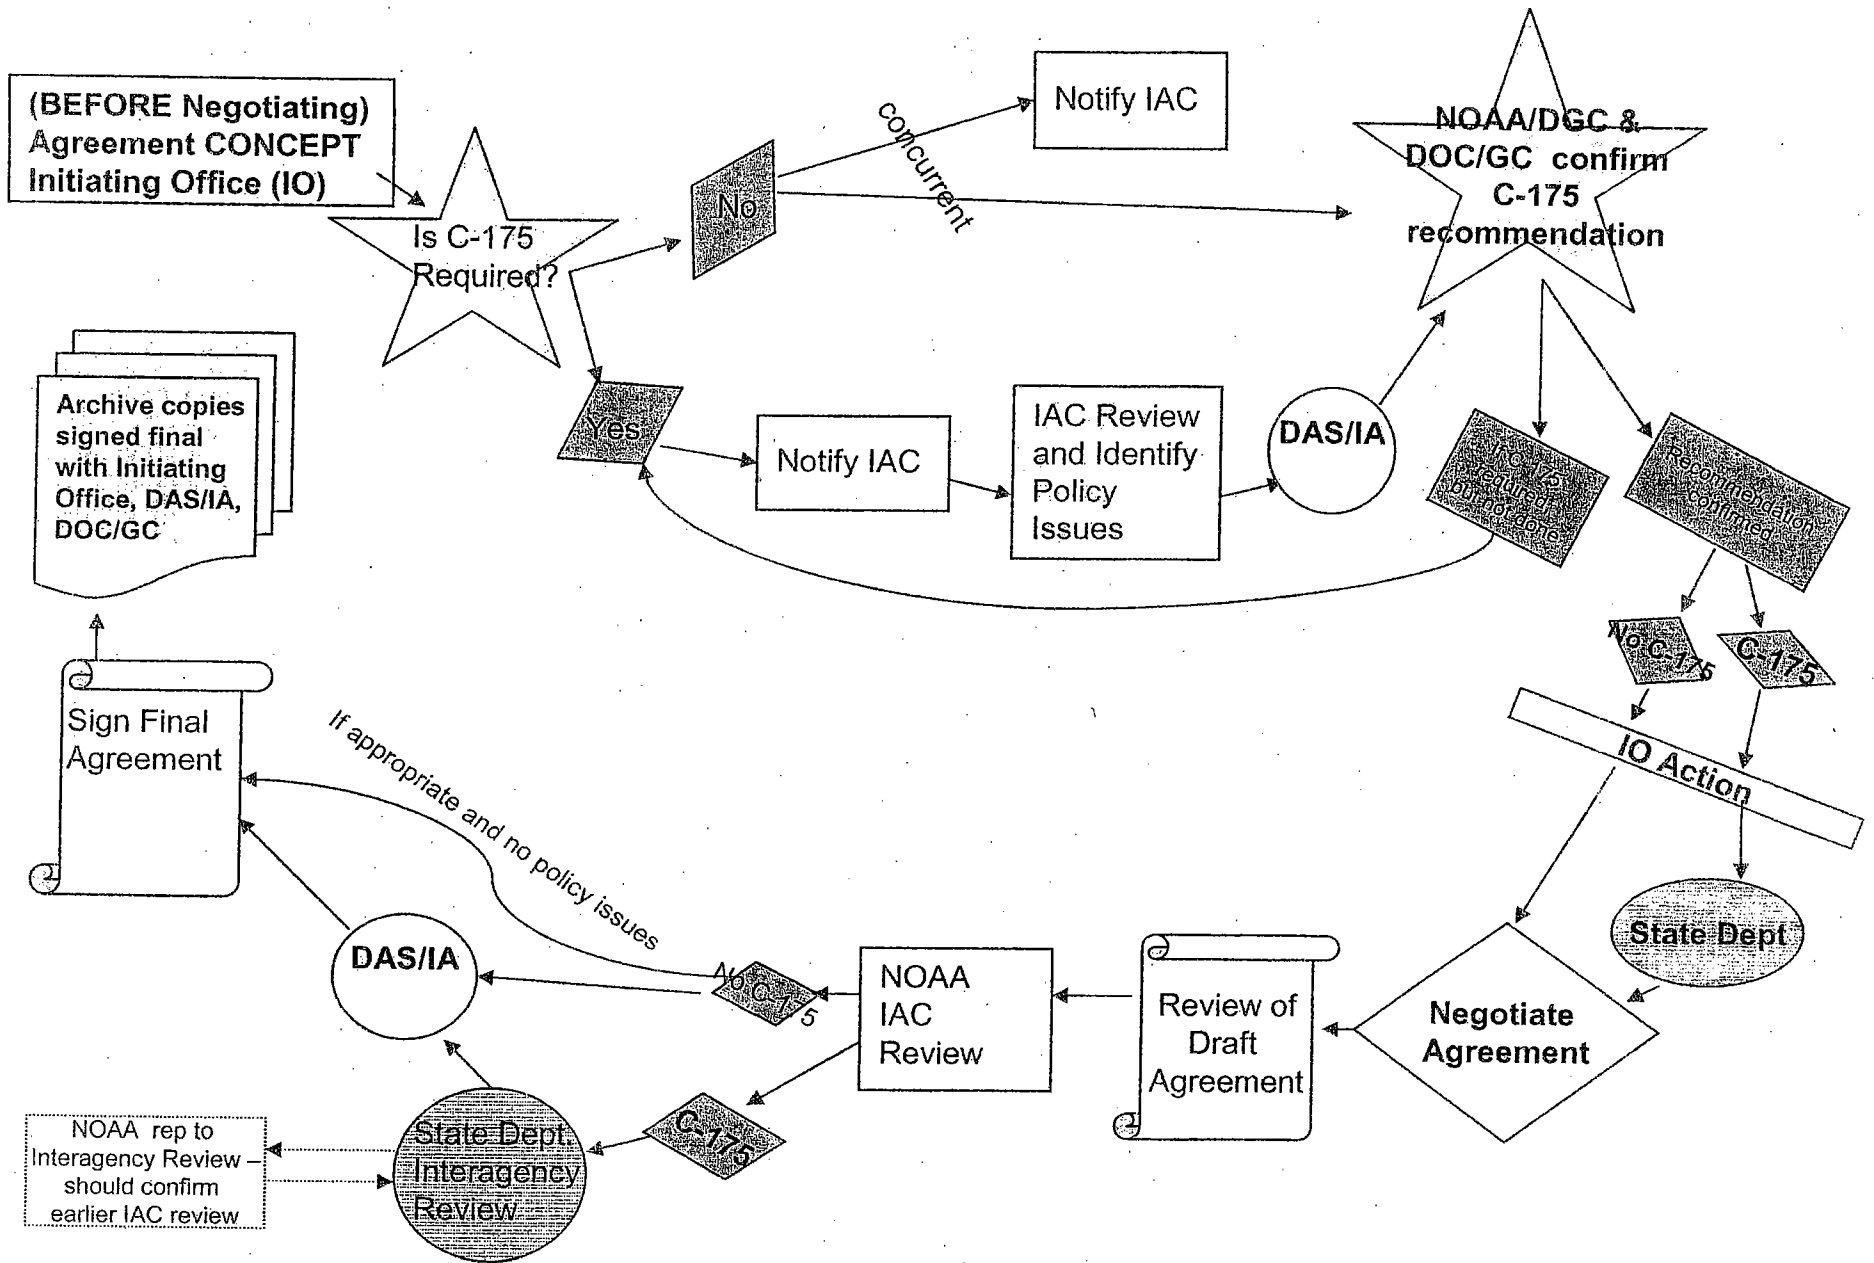 (BEFORE Negotiating)
Agreement CONCEPT
Initiating Office (IO)
Is C-175
Required?
No
concurrent
Notify IAC
NOAA/DGC &
DOC/GC confirm
C-175
recommendation
Yes
Notify IAC
IAC Review
and Identify
Policy
Issues
DAS/IA
If C-175
required
but not done
Recommendation
confirmed
No C-175
C-175
IO Action
State Dept
Negotiate
Agreement
Review of
Draft
Agreement
NOAA
IAC
Review
No C-175
C-175
If appropriate and no policy issues
DAS/IA
State Dept.
Interagency
Review
NOAA rep to
Interagency Review –
should confirm
earlier IAC review
Sign Final
Agreement
Archive copies
signed final
with Initiating
Office, DAS/IA,
DOC/GC